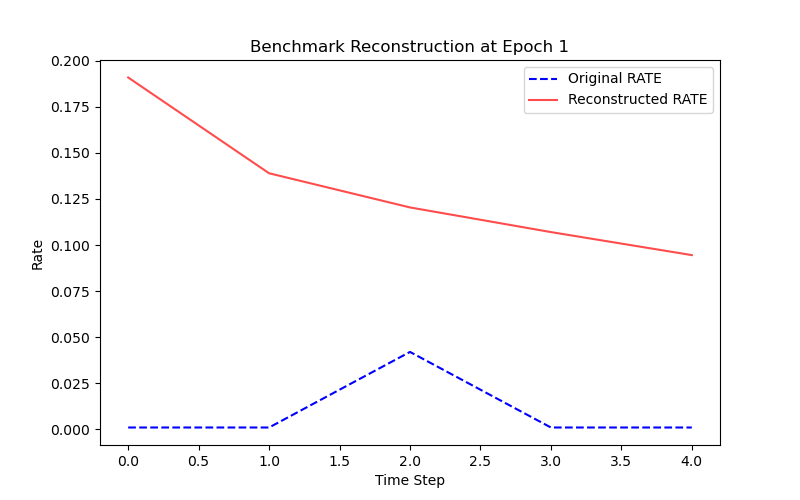 Benchmark Reconstruction at Epoch 1
Original RATE
Reconstructed RATE
0.200
0.175
0.150
0.125
0.100
0.075
0.050
0.025
0.000
Rate
0.0 0.5 1.0 1.5 2.0 2.5 3.0 3.5 4.0
Time Step